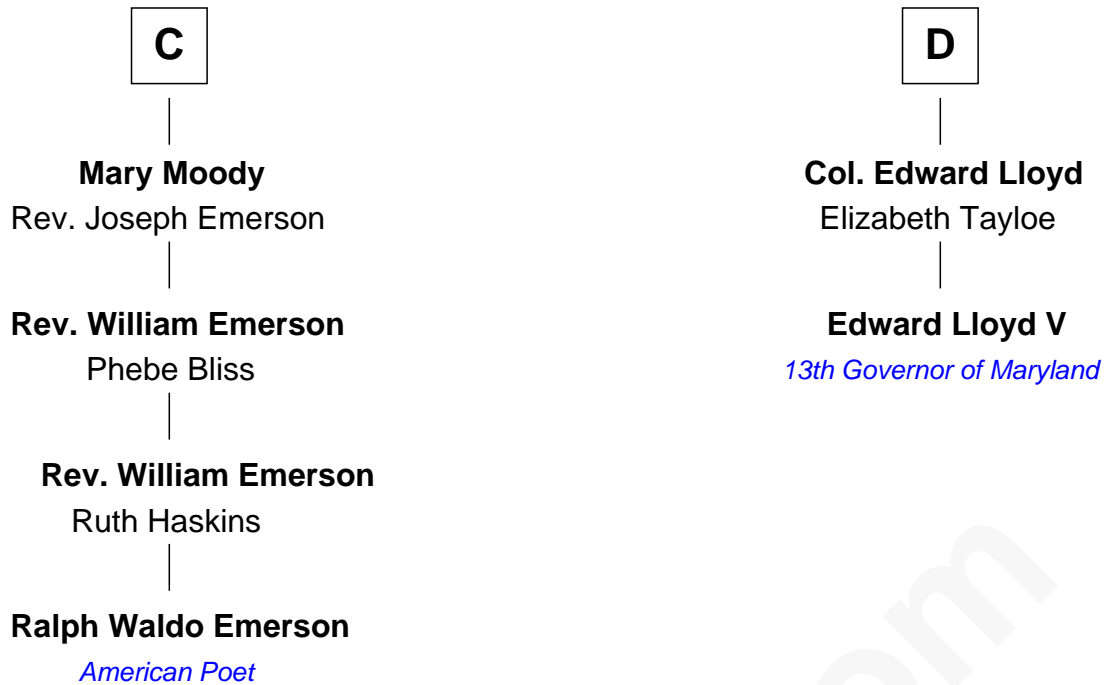 C
Mary Moody
Rev. Joseph Emerson
Rev. William Emerson
Phebe Bliss
Rev. William Emerson
Ruth Haskins
Ralph Waldo Emerson
American Poet
D
Col. Edward Lloyd
Elizabeth Tayloe
Edward Lloyd V
13th Governor of Maryland
om